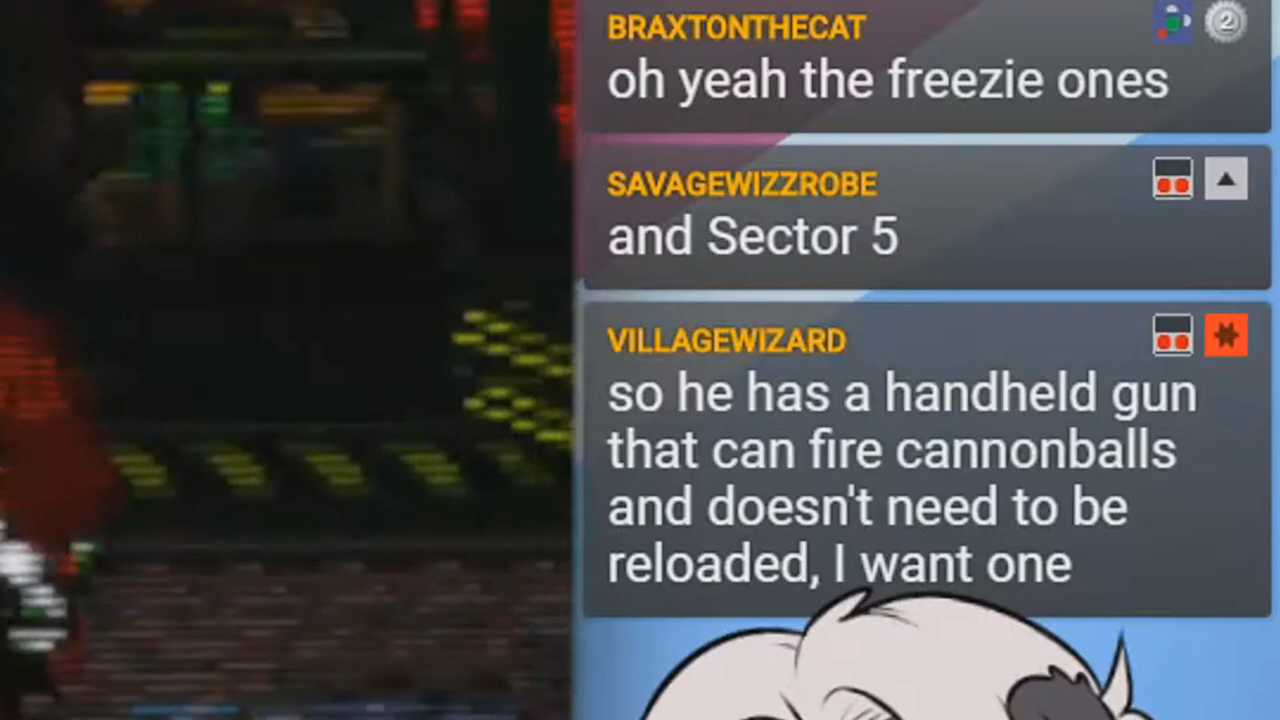 BRAXTONTHECAT
2
oh yeah the freezie ones
SAVAGEWIZZROBE
and Sector 5
VILLAGEWIZARD
so he has a handheld gun
that can fire cannonballs
and doesn't need to be
reloaded, I want one